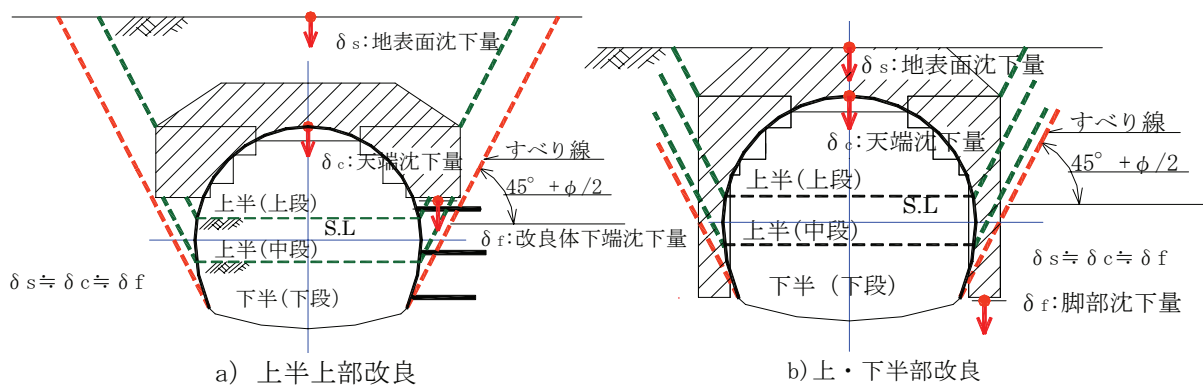 δs:地表面沈下量
δc:天端沈下量
すべり線
45° +φ/2
上半(上段)
S.L
δf:改良体下端沈下量
上半(中段)
δs≒δc≒δf
下半(下段)
a) 上半上部改良
δs:地表面沈下量
δc:天端沈下量
すべり線
45° +φ/2
上半(上段)
S.L
上半(中段)
δs≒δc≒δf
下半 (下段)
δf:脚部沈下量
b)上・下半部改良